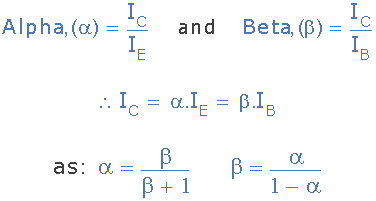 Alpha,(α) = I_C/I_E and Beta,(β) = I_C/I_B
∴ I_C = α.I_E = β.I_B
as: α = β/(β + 1) β = α/(1 − α)